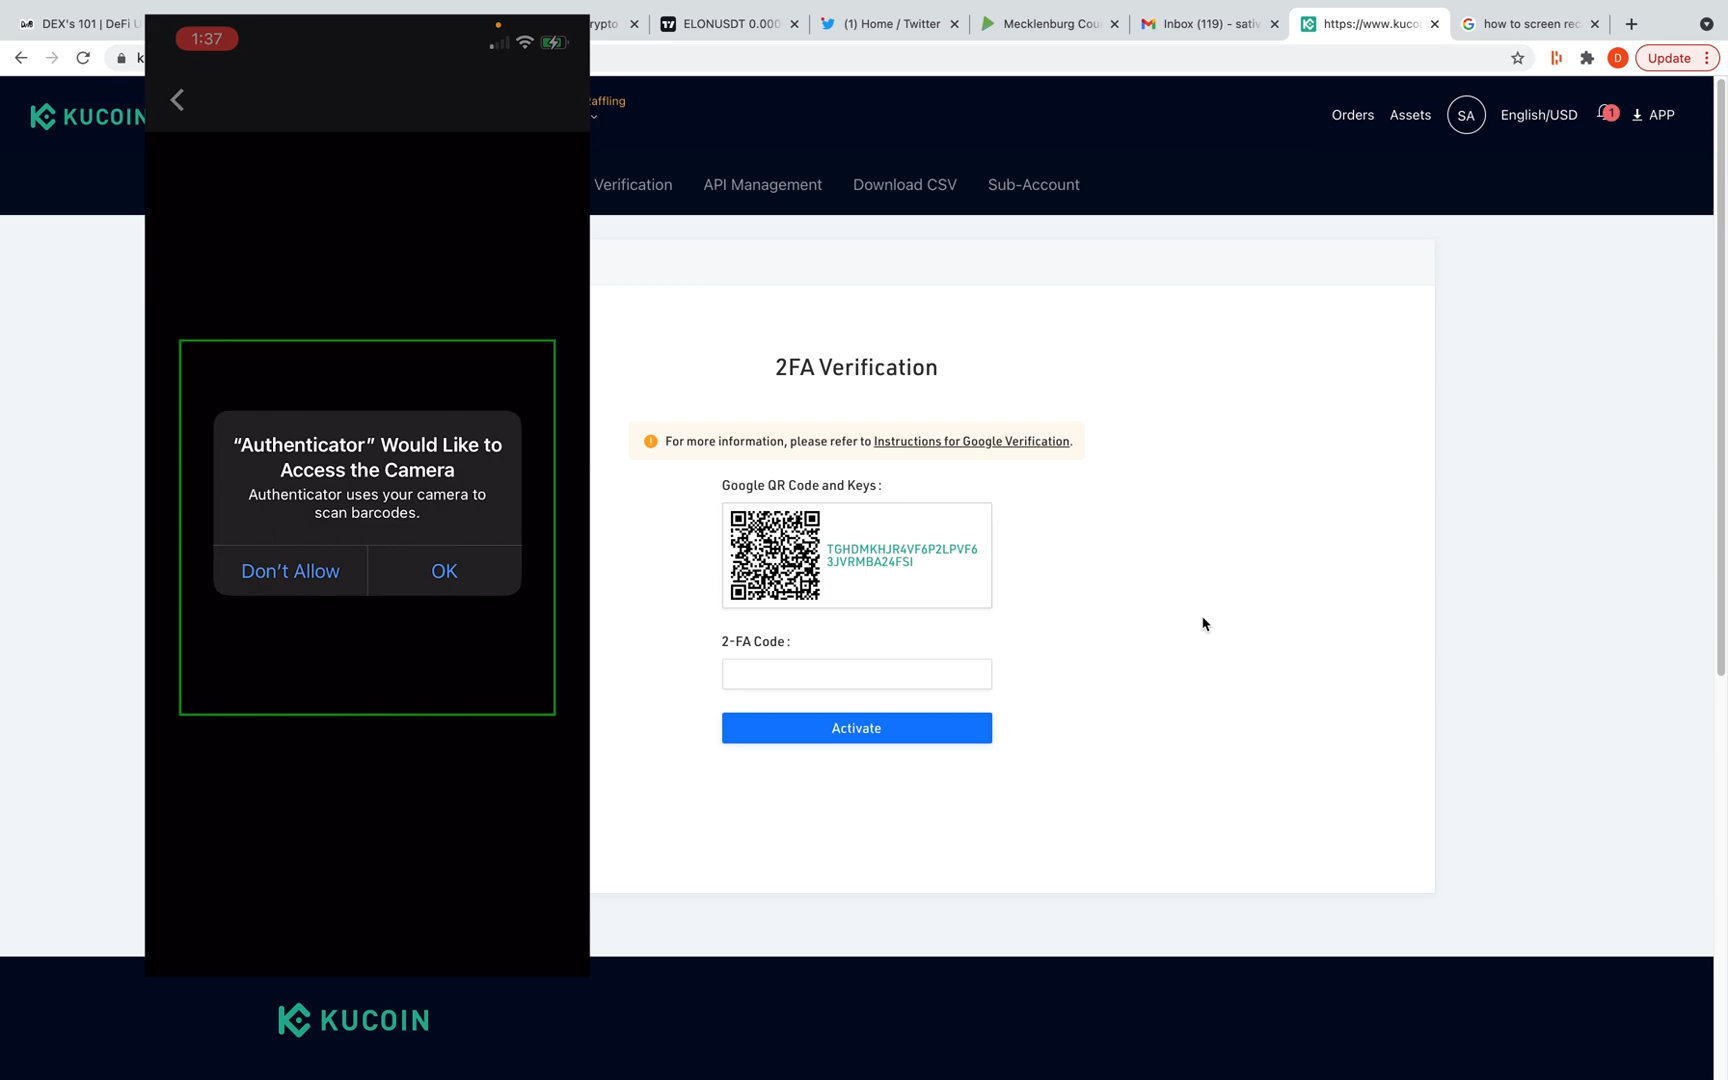 DEX's 101 | DeFi U
rypto
ELONUSDT 0.000
(1) Home / Twitter
Mecklenburg Cou
Inbox (119) - sativ
https://www.kucoi
how to screen rec
D
Update
1:37
KUCOIN
affling
Orders
Assets
SA
English/USD
1
APP
Verification
API Management
Download CSV
Sub-Account
2FA Verification
For more information, please refer to Instructions for Google Verification.
Google QR Code and Keys :
TGHDMKHJR4VF6P2LPVF6
3JVRMBA24FSI
2-FA Code :
Activate
“Authenticator” Would Like to
Access the Camera
Authenticator uses your camera to
scan barcodes.
Don’t Allow
OK
KUCOIN